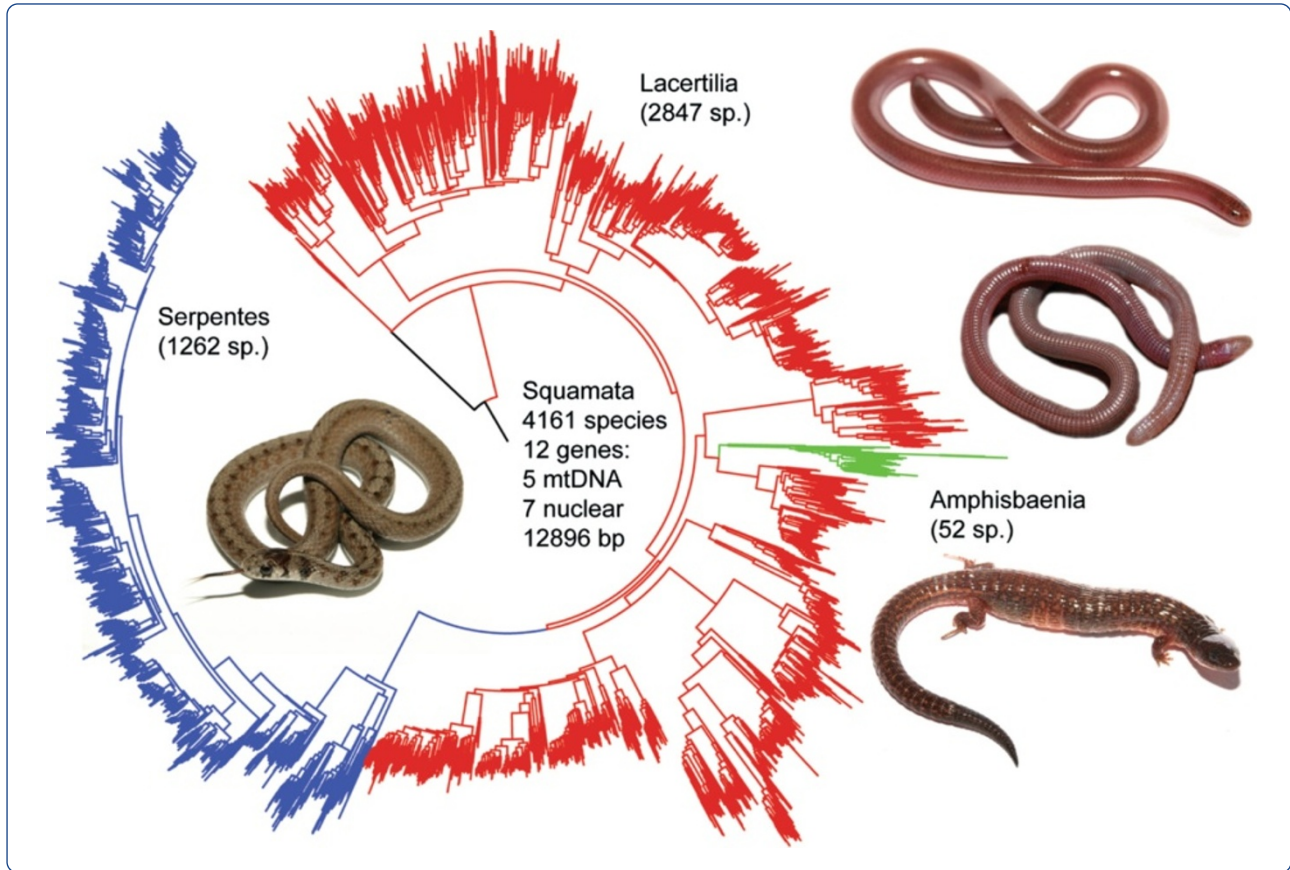 Lacertilia
(2847 sp.)
Serpentes
(1262 sp.)
Squamata
4161 species
12 genes:
5 mtDNA
7 nuclear
12896 bp
Amphisbaenia
(52 sp.)